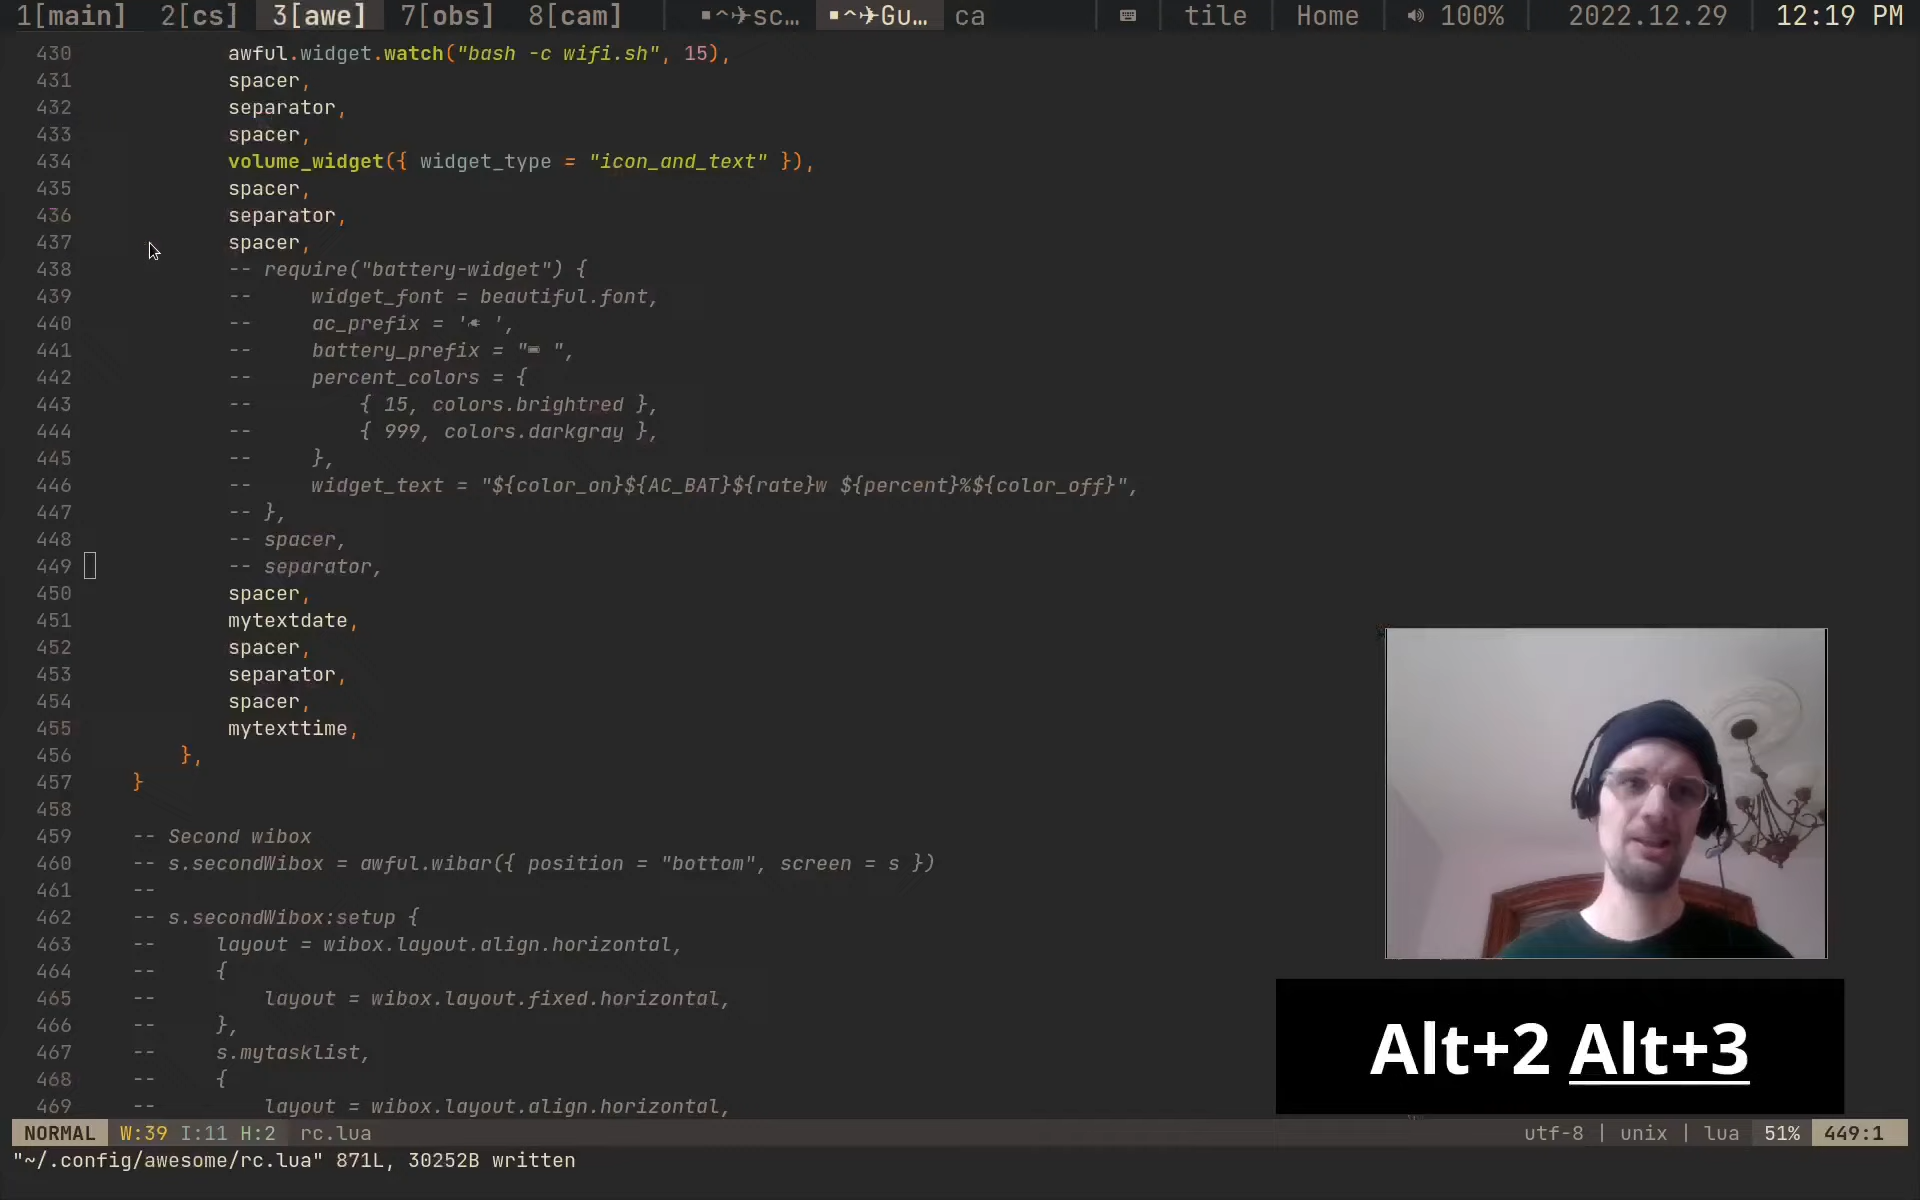 1[main] 2[cs] 3[awe] 7[obs] 8[cam] sc… Gu… ca tile Home 100% 2022.12.29 12:19 PM
430 awful.widget.watch("bash -c wifi.sh", 15),
431 spacer,
432 separator,
433 spacer,
434 volume_widget({ widget_type = "icon_and_text" }),
435 spacer,
436 separator,
437 spacer,
438 -- require("battery-widget") {
439 -- widget_font = beautiful.font,
440 -- ac_prefix = ' ',
441 -- battery_prefix = " ",
442 -- percent_colors = {
443 -- { 15, colors.brightred },
444 -- { 999, colors.darkgray },
445 -- },
446 -- widget_text = "${color_on}${AC_BAT}${rate}w ${percent}%${color_off}",
447 -- },
448 -- spacer,
449 -- separator,
450 spacer,
451 mytextdate,
452 spacer,
453 separator,
454 spacer,
455 mytexttime,
456 },
457 }
458
459 -- Second wibox
460 -- s.secondWibox = awful.wibar({ position = "bottom", screen = s })
461 --
462 -- s.secondWibox:setup {
463 -- layout = wibox.layout.align.horizontal,
464 -- {
465 -- layout = wibox.layout.fixed.horizontal,
466 -- },
467 -- s.mytasklist,
468 -- {
469 -- layout = wibox.layout.align.horizontal,
Alt+2 Alt+3
NORMAL W:39 I:11 H:2 rc.lua utf-8 | unix | lua 51% 449:1
"~/.config/awesome/rc.lua" 871L, 30252B written